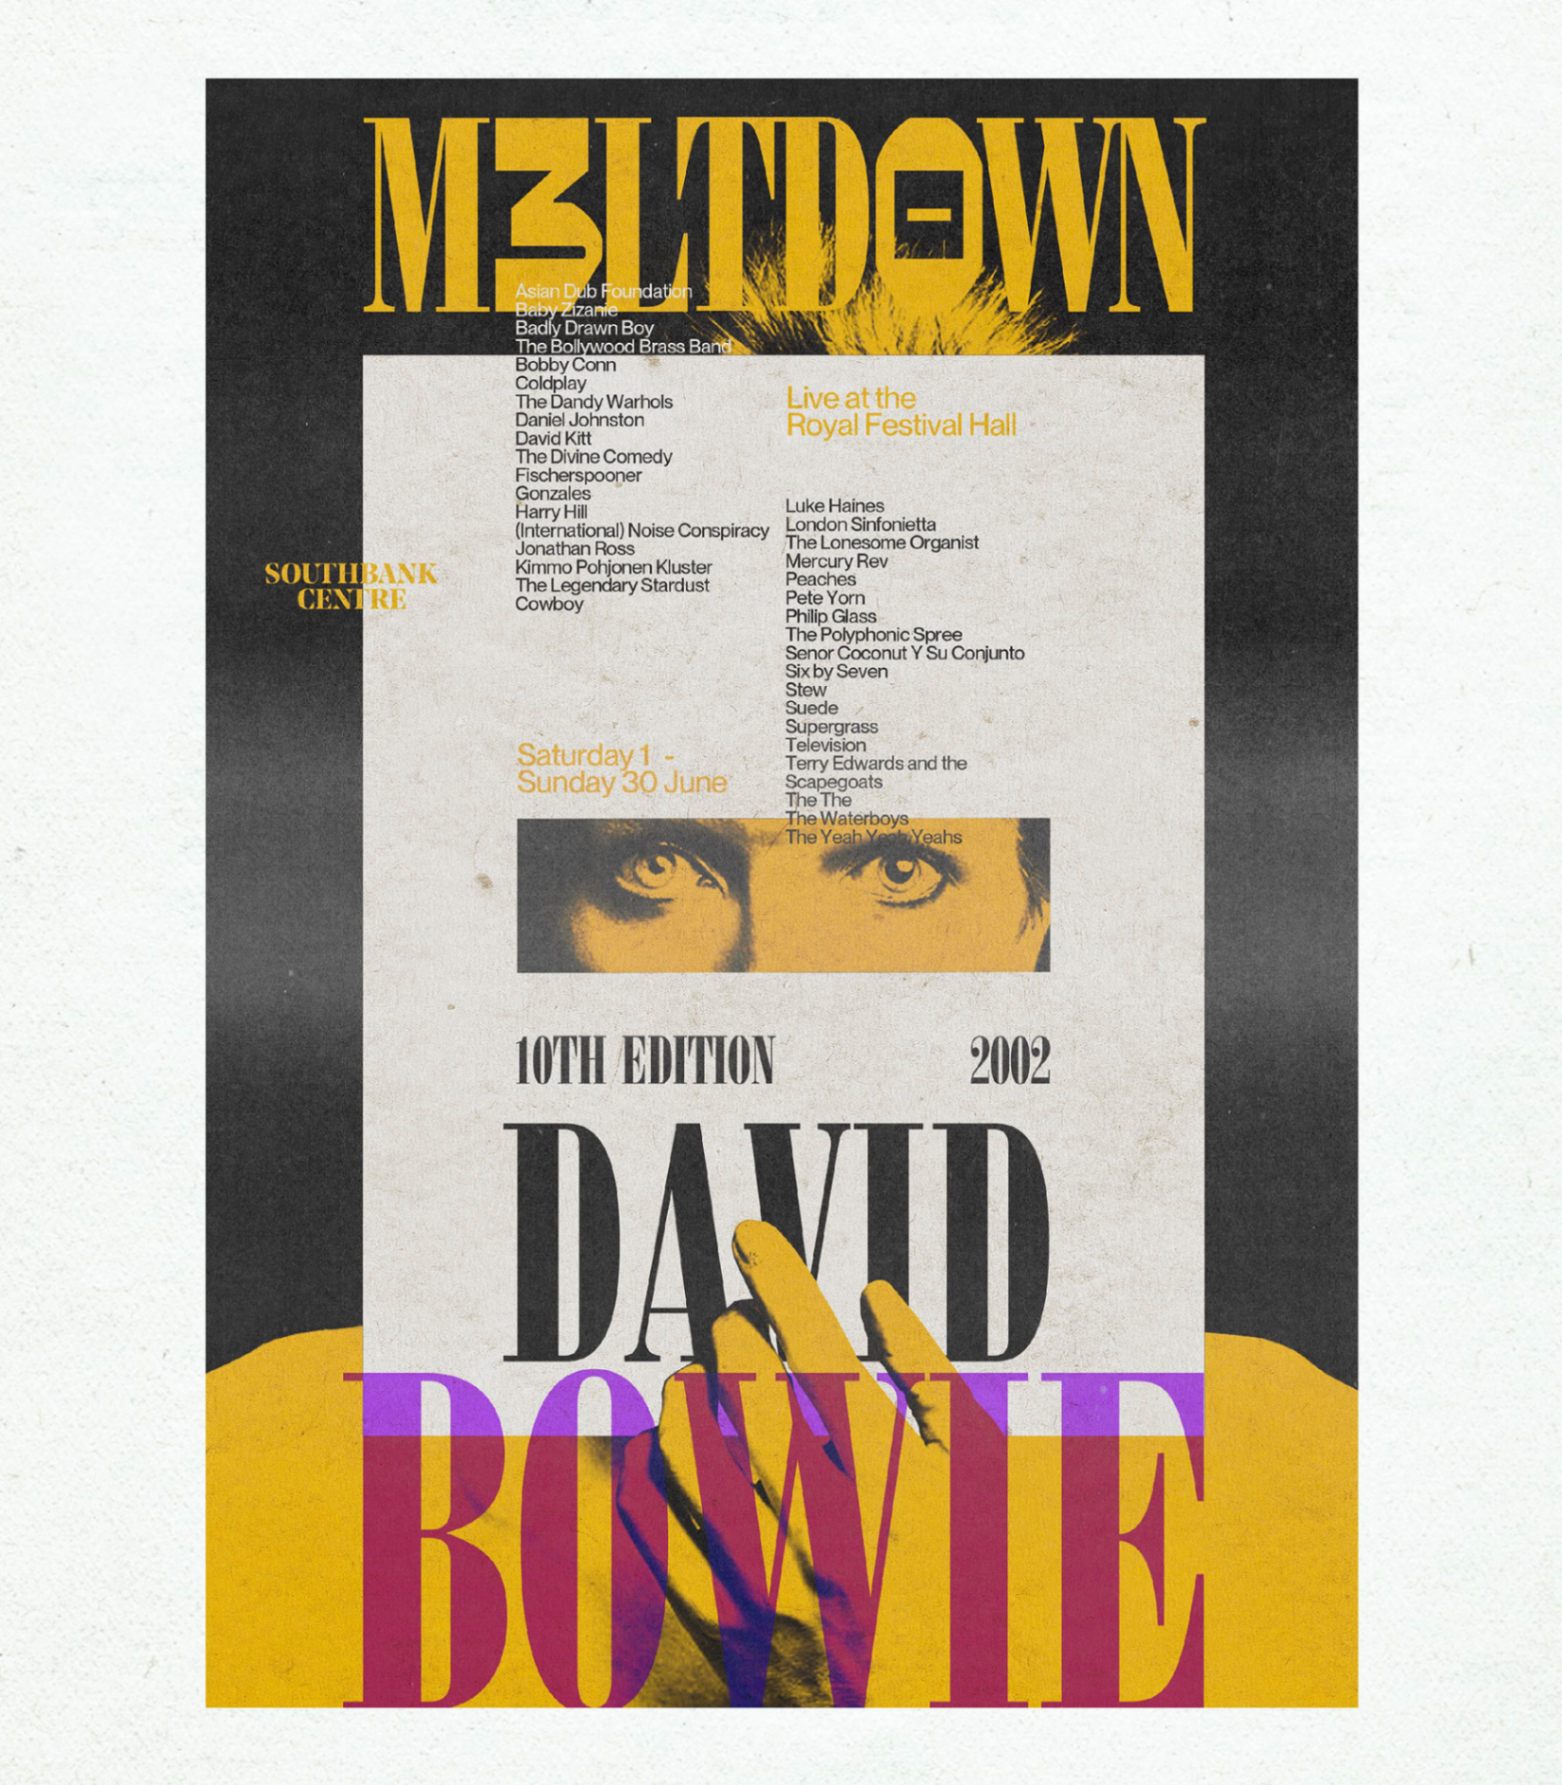 M3LTDOWN
Asian Dub Foundation
Baby Zizanie
Badly Drawn Boy
The Bollywood Brass Band
Bobby Conn
Coldplay
The Dandy Warhols
Daniel Johnston
David Kitt
The Divine Comedy
Fischerspooner
Gonzales
Harry Hill
(International) Noise Conspiracy
Jonathan Ross
Kimmo Pohjonen Kluster
The Legendary Stardust
Cowboy
Live at the
Royal Festival Hall
Luke Haines
London Sinfonietta
The Lonesome Organist
Mercury Rev
Peaches
Pete Yorn
Philip Glass
The Polyphonic Spree
Senor Coconut Y Su Conjunto
Six by Seven
Stew
Suede
Supergrass
Television
Terry Edwards and the
Scapegoats
The The
The Waterboys
The Yeah Yeah Yeahs
SOUTHBANK
CENTRE
Saturday 1 -
Sunday 30 June
10TH EDITION
2002
DAVID
BOWIE